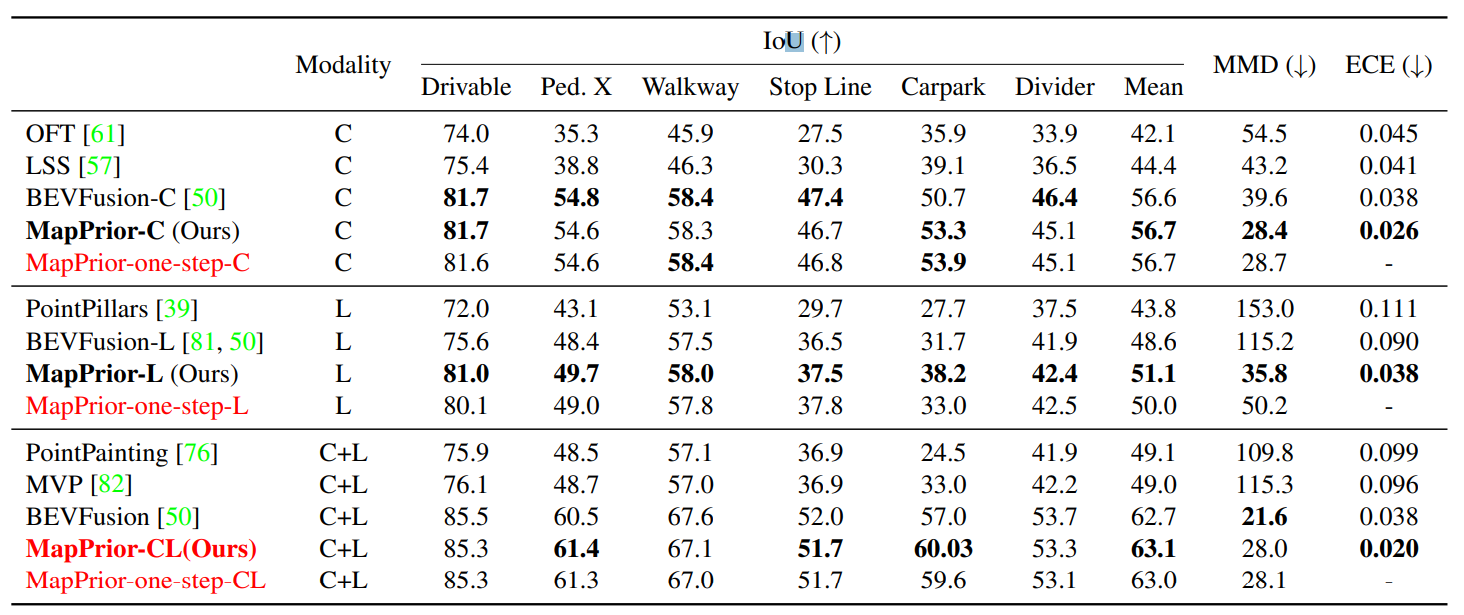 IoU (↑)
Modality MMD (↓) ECE (↓)
Drivable Ped. X Walkway Stop Line Carpark Divider Mean
OFT [61] C 74.0 35.3 45.9 27.5 35.9 33.9 42.1 54.5 0.045
LSS [57] C 75.4 38.8 46.3 30.3 39.1 36.5 44.4 43.2 0.041
BEVFusion-C [50] C 81.7 54.8 58.4 47.4 50.7 46.4 56.6 39.6 0.038
MapPrior-C (Ours) C 81.7 54.6 58.3 46.7 53.3 45.1 56.7 28.4 0.026
MapPrior-one-step-C C 81.6 54.6 58.4 46.8 53.9 45.1 56.7 28.7 -
PointPillars [39] L 72.0 43.1 53.1 29.7 27.7 37.5 43.8 153.0 0.111
BEVFusion-L [81, 50] L 75.6 48.4 57.5 36.5 31.7 41.9 48.6 115.2 0.090
MapPrior-L (Ours) L 81.0 49.7 58.0 37.5 38.2 42.4 51.1 35.8 0.038
MapPrior-one-step-L L 80.1 49.0 57.8 37.8 33.0 42.5 50.0 50.2 -
PointPainting [76] C+L 75.9 48.5 57.1 36.9 24.5 41.9 49.1 109.8 0.099
MVP [82] C+L 76.1 48.7 57.0 36.9 33.0 42.2 49.0 115.3 0.096
BEVFusion [50] C+L 85.5 60.5 67.6 52.0 57.0 53.7 62.7 21.6 0.038
MapPrior-CL(Ours) C+L 85.3 61.4 67.1 51.7 60.03 53.3 63.1 28.0 0.020
MapPrior-one-step-CL C+L 85.3 61.3 67.0 51.7 59.6 53.1 63.0 28.1 -